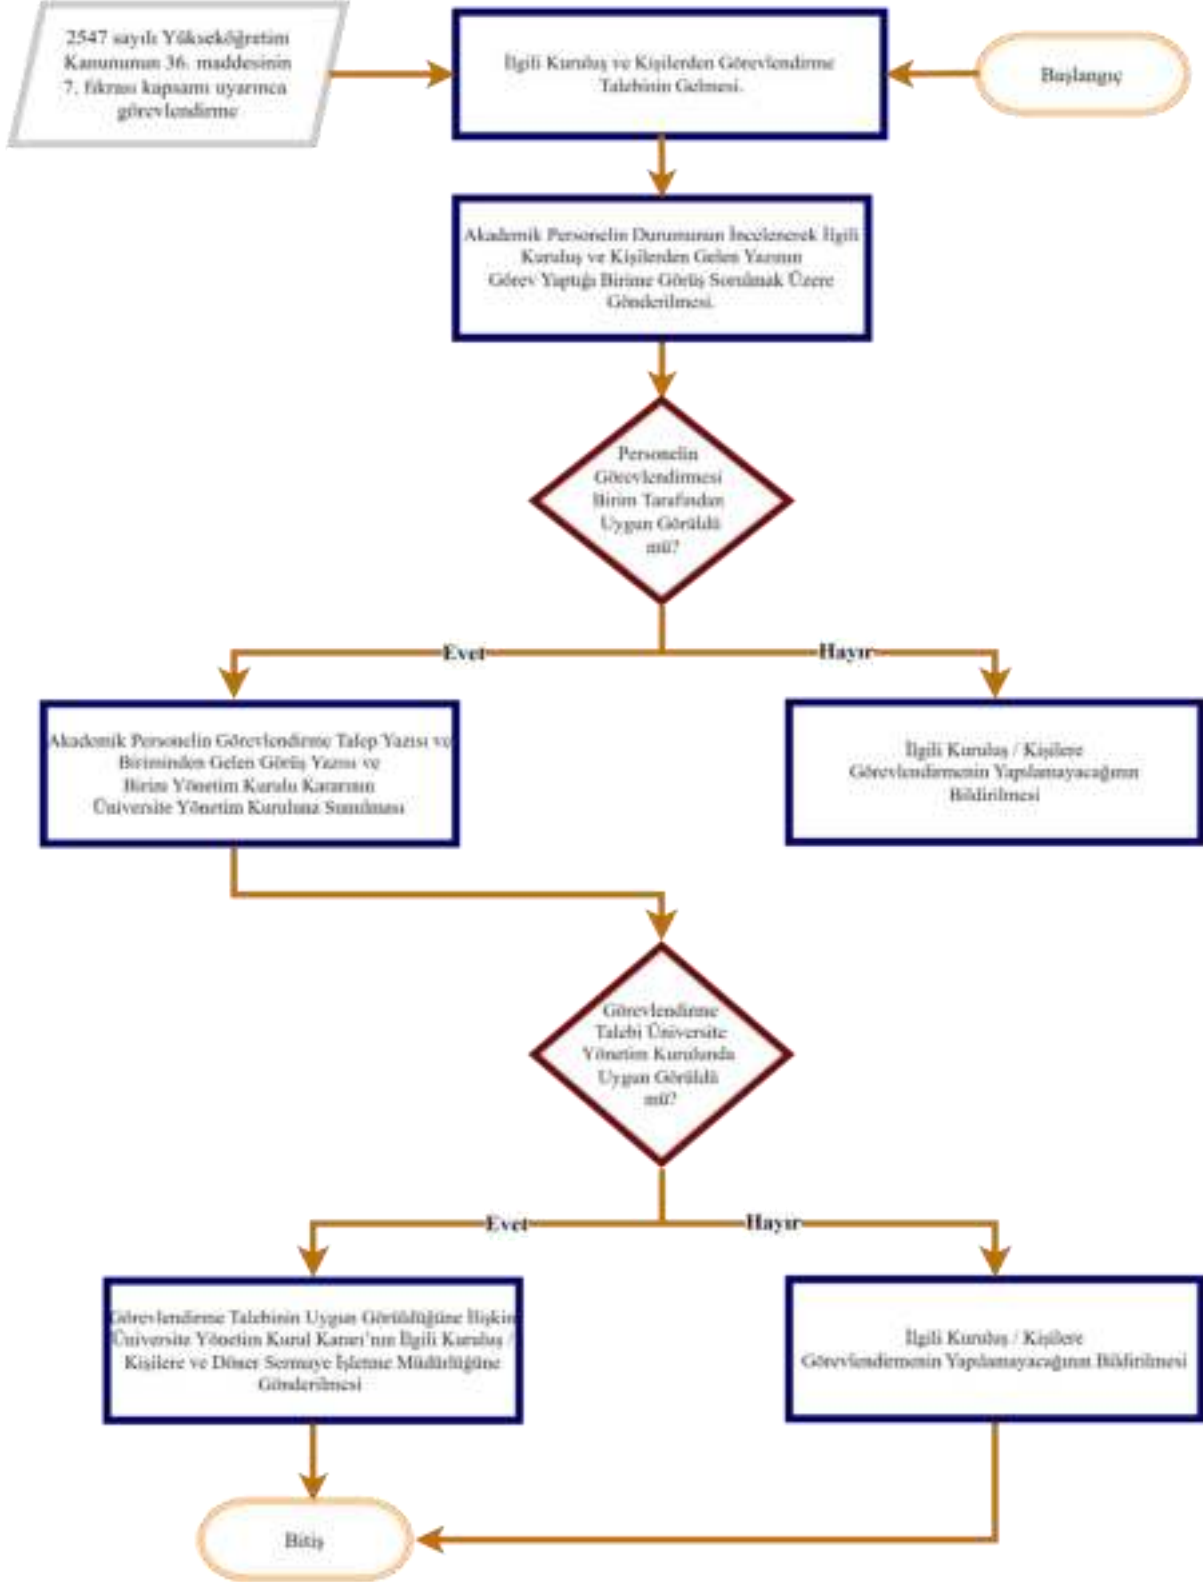 2547 sayılı Yükseköğretim
Kanununun 36. maddesinin
7. fıkrası kapsamı uyarınca
görevlendirme
İlgili Kuruluş ve Kişilerden Görevlendirme
Talebinin Gelmesi.
Başlangıç
Akademik Personelin Durumunun İncelenerek İlgili
Kuruluş ve Kişilerden Gelen Yazının
Görev Yaptığı Birime Görüş Sorulmak Üzere
Gönderilmesi.
Personelin
Görevlendirmesi
Birim Tarafından
Uygun Görüldü
mü?
Evet
Hayır
Akademik Personelin Görevlendirme Talep Yazısı ve
Biriminden Gelen Görüş Yazısı ve
Birim Yönetim Kurulu Kararının
Üniversite Yönetim Kuruluna Sunulması
İlgili Kuruluş / Kişilere
Görevlendirmenin Yapılamayacağının
Bildirilmesi
Görevlendirme
Talebi Üniversite
Yönetim Kurulunda
Uygun Görüldü
mü?
Evet
Hayır
Görevlendirme Talebinin Uygun Görüldüğüne İlişkin
Üniversite Yönetim Kurul Kararı'nın İlgili Kuruluş /
Kişilere ve Döner Sermaye İşletme Müdürlüğüne
Gönderilmesi
İlgili Kuruluş / Kişilere
Görevlendirmenin Yapılamayacağının Bildirilmesi
Bitiş